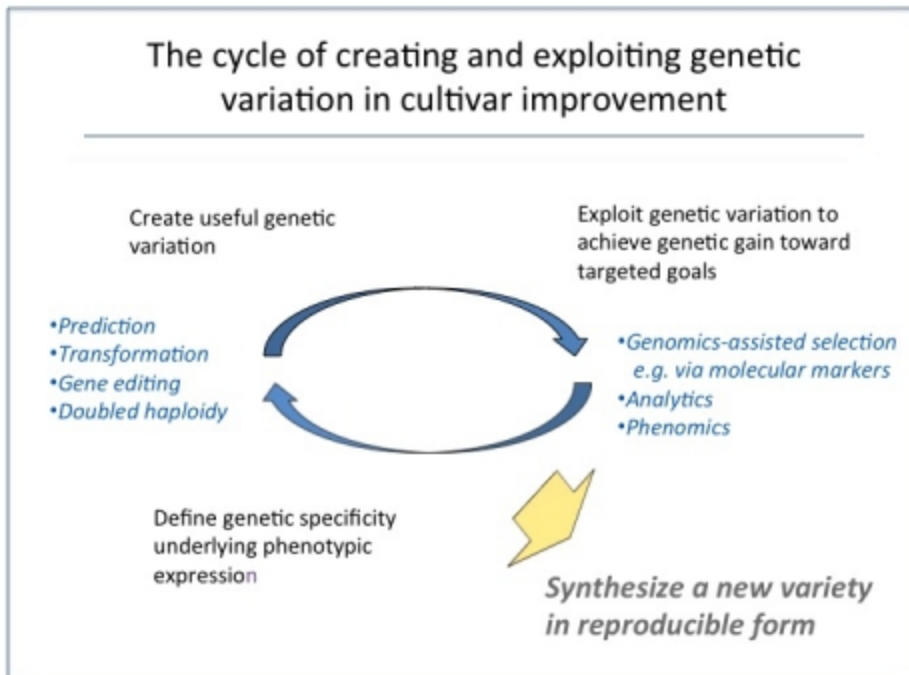 The cycle of creating and exploiting genetic
variation in cultivar improvement
Create useful genetic
variation
•Prediction
•Transformation
•Gene editing
•Doubled haploidy
Exploit genetic variation to
achieve genetic gain toward
targeted goals
•Genomics-assisted selection
e.g. via molecular markers
•Analytics
•Phenomics
Define genetic specificity
underlying phenotypic
expression
Synthesize a new variety
in reproducible form